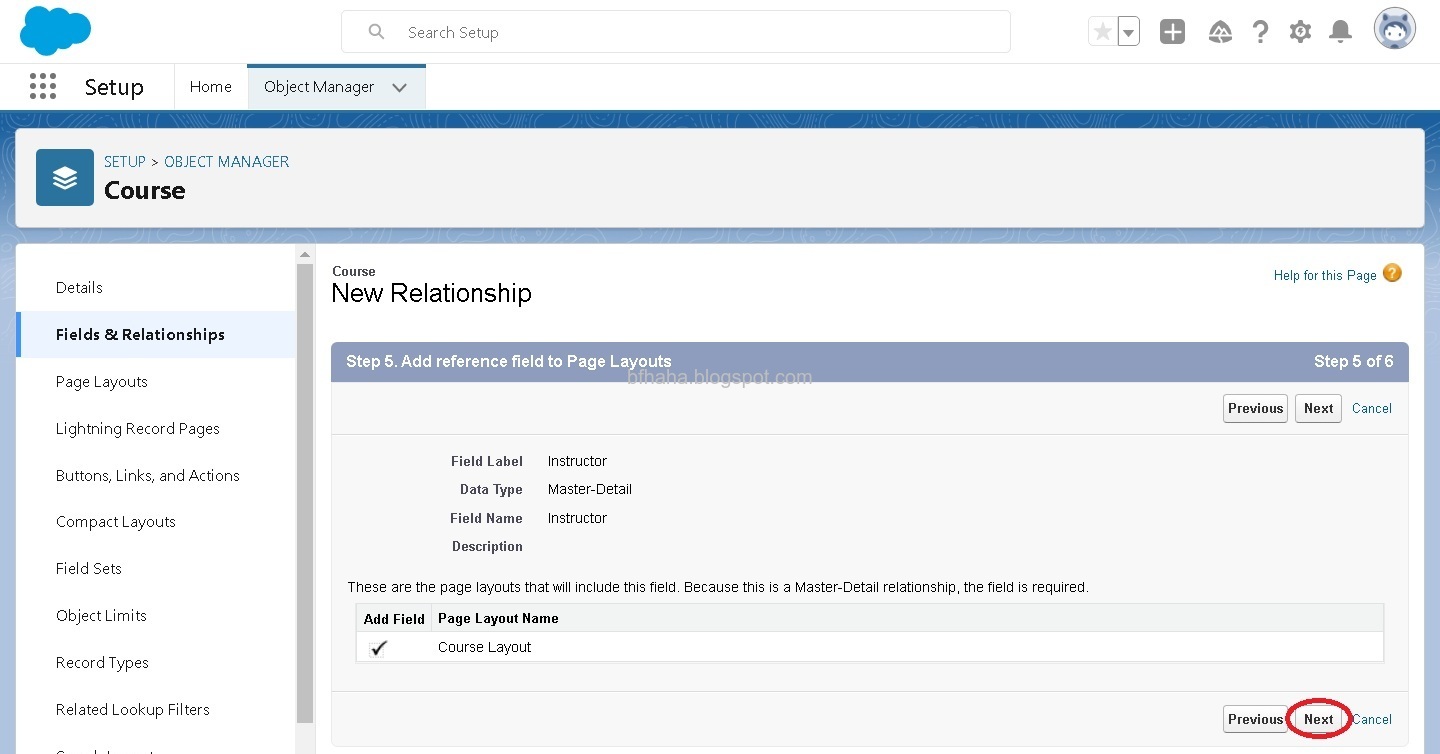 Search Setup
Setup
Home
Object Manager
SETUP > OBJECT MANAGER
Course
Details
Fields & Relationships
Page Layouts
Lightning Record Pages
Buttons, Links, and Actions
Compact Layouts
Field Sets
Object Limits
Record Types
Related Lookup Filters
Course
New Relationship
Help for this Page ?
Step 5. Add reference field to Page Layouts Step 5 of 6
bfhaha.blogspot.com
Previous Next Cancel
Field Label Instructor
Data Type Master-Detail
Field Name Instructor
Description
These are the page layouts that will include this field. Because this is a Master-Detail relationship, the field is required.
Add Field Page Layout Name
Course Layout
Previous Next Cancel